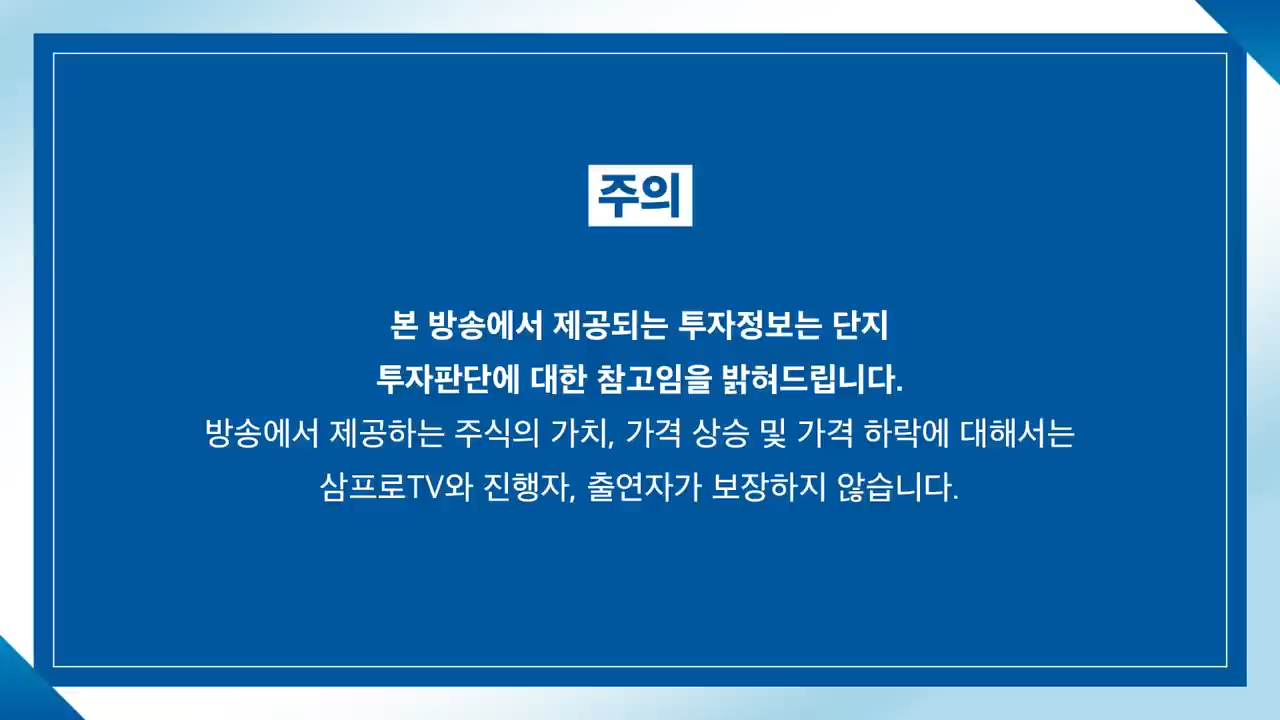 주의
본 방송에서 제공되는 투자정보는 단지
투자판단에 대한 참고임을 밝혀드립니다.
방송에서 제공하는 주식의 가치, 가격 상승 및 가격 하락에 대해서는
삼프로TV와 진행자, 출연자가 보장하지 않습니다.